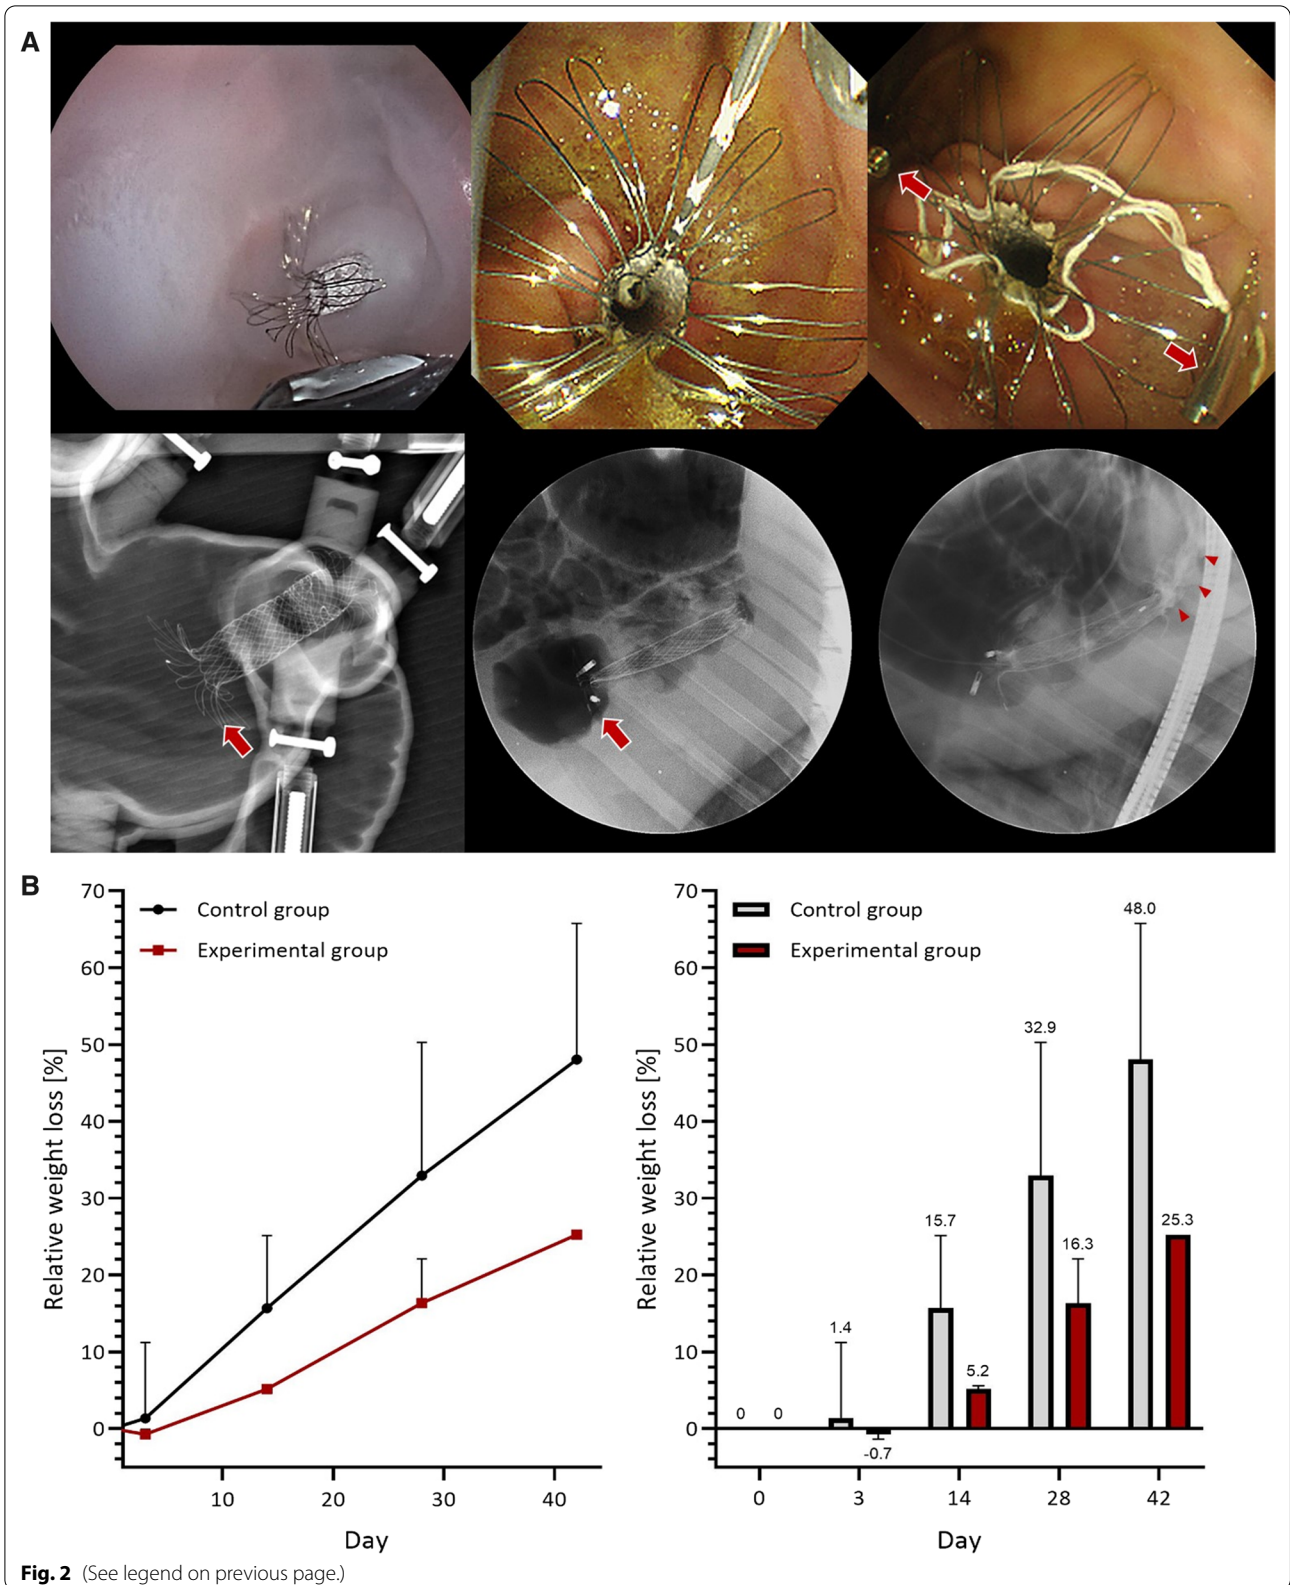 A
B
70
60
50
40
30
20
10
0
Relative weight loss [%]
Control group
Experimental group
10 20 30 40
Day
70
60
50
40
30
20
10
0
Relative weight loss [%]
Control group
Experimental group
0 0
1.4
-0.7
15.7
5.2
32.9
16.3
48.0
25.3
0 3 14 28 42
Day
Fig. 2 (See legend on previous page.)